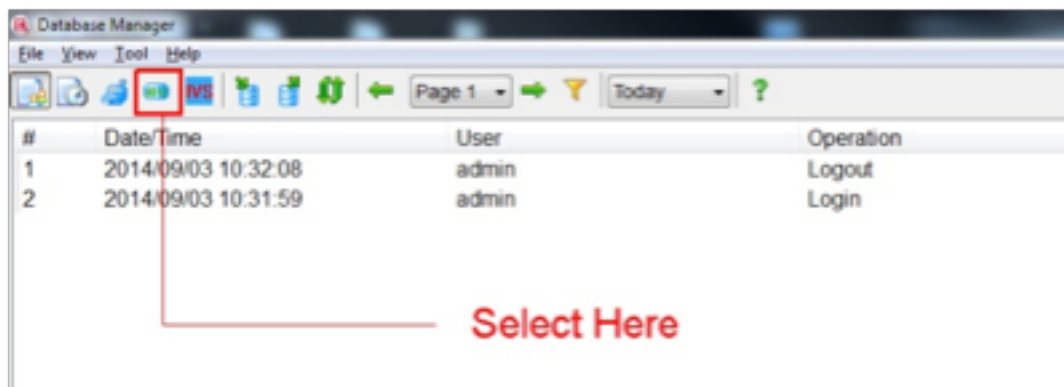 Database Manager
File View Tool Help
IVS Page 1 Today ?
# Date/Time User Operation
1 2014/09/03 10:32:08 admin Logout
2 2014/09/03 10:31:59 admin Login
Select Here